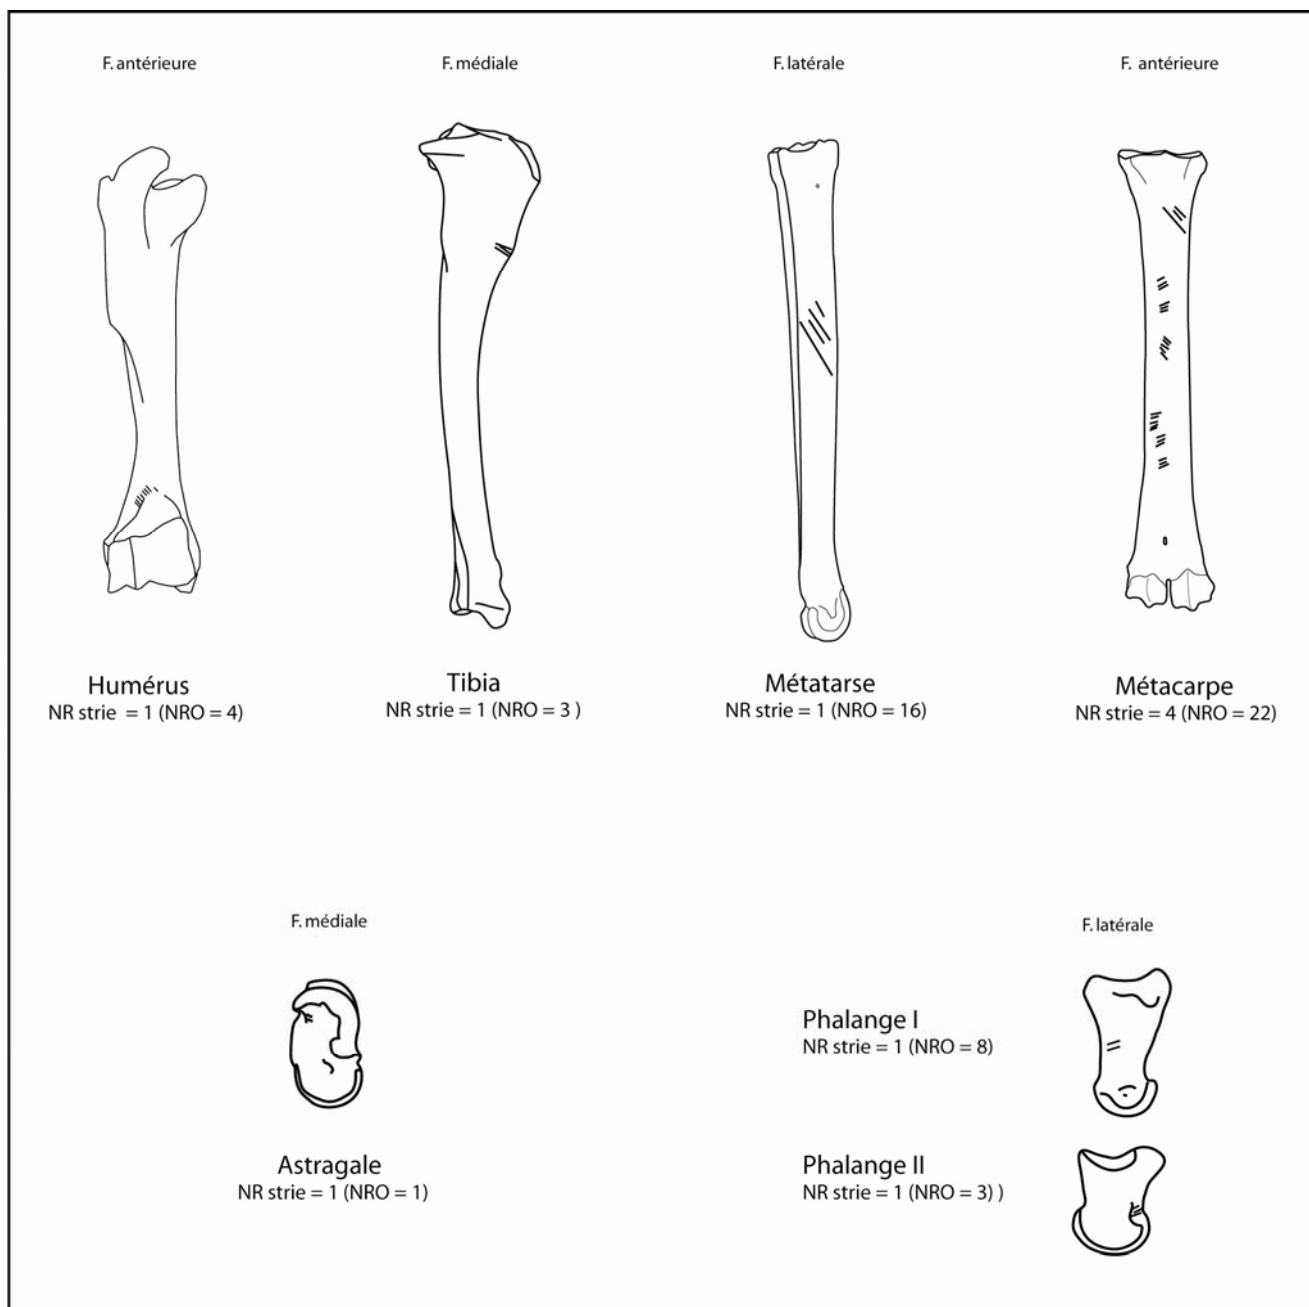 F. antérieure
F. médiale
F. latérale
F. antérieure
Humérus
NR strie = 1 (NRO = 4)
Tibia
NR strie = 1 (NRO = 3 )
Métatarse
NR strie = 1 (NRO = 16)
Métacarpe
NR strie = 4 (NRO = 22)
F. médiale
F. latérale
Phalange I
NR strie = 1 (NRO = 8)
Astragale
NR strie = 1 (NRO = 1)
Phalange II
NR strie = 1 (NRO = 3) )